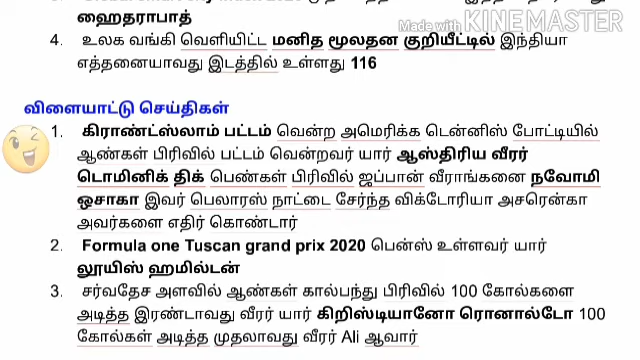 ஹைதராபாத்
Made with KINEMASTER
4. உலக வங்கி வெளியிட்ட மனித மூலதன குறியீட்டில் இந்தியா
எத்தனையாவது இடத்தில் உள்ளது 116
விளையாட்டு செய்திகள்
1. கிராண்ட்ஸ்லாம் பட்டம் வென்ற அமெரிக்க டென்னிஸ் போட்டியில்
ஆண்கள் பிரிவில் பட்டம் வென்றவர் யார் ஆஸ்திரிய வீரர்
டொமினிக் திக் பெண்கள் பிரிவில் ஜப்பான் வீராங்கனை நவோமி
ஒசாகா இவர் பெலாரஸ் நாட்டை சேர்ந்த விக்டோரியா அசரென்கா
அவர்களை எதிர் கொண்டார்
2. Formula one Tuscan grand prix 2020 பென்ஸ் உள்ளவர் யார்
லூயிஸ் ஹமில்டன்
3. சர்வதேச அளவில் ஆண்கள் கால்பந்து பிரிவில் 100 கோல்களை
அடித்த இரண்டாவது வீரர் யார் கிறிஸ்டியானோ ரொனால்டோ 100
கோல்கள் அடித்த முதலாவது வீரர் Ali ஆவார்